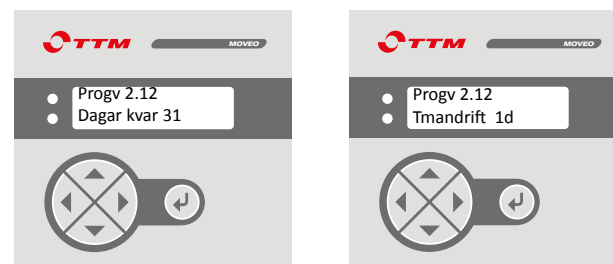 TTM MOVEO
Progv 2.12
Dagar kvar 31
TTM MOVEO
Progv 2.12
Tmandrift 1d